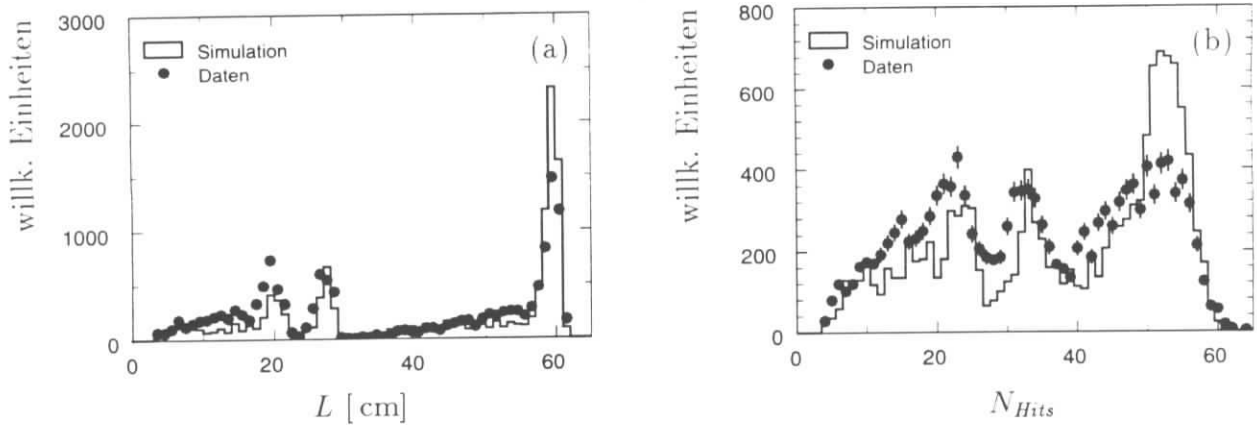 willk. Einheiten
3000
2000
1000
0
Simulation
Daten
(a)
0
20
40
60
L [cm]
willk. Einheiten
800
600
400
200
0
Simulation
Daten
(b)
0
20
40
60
N_Hits